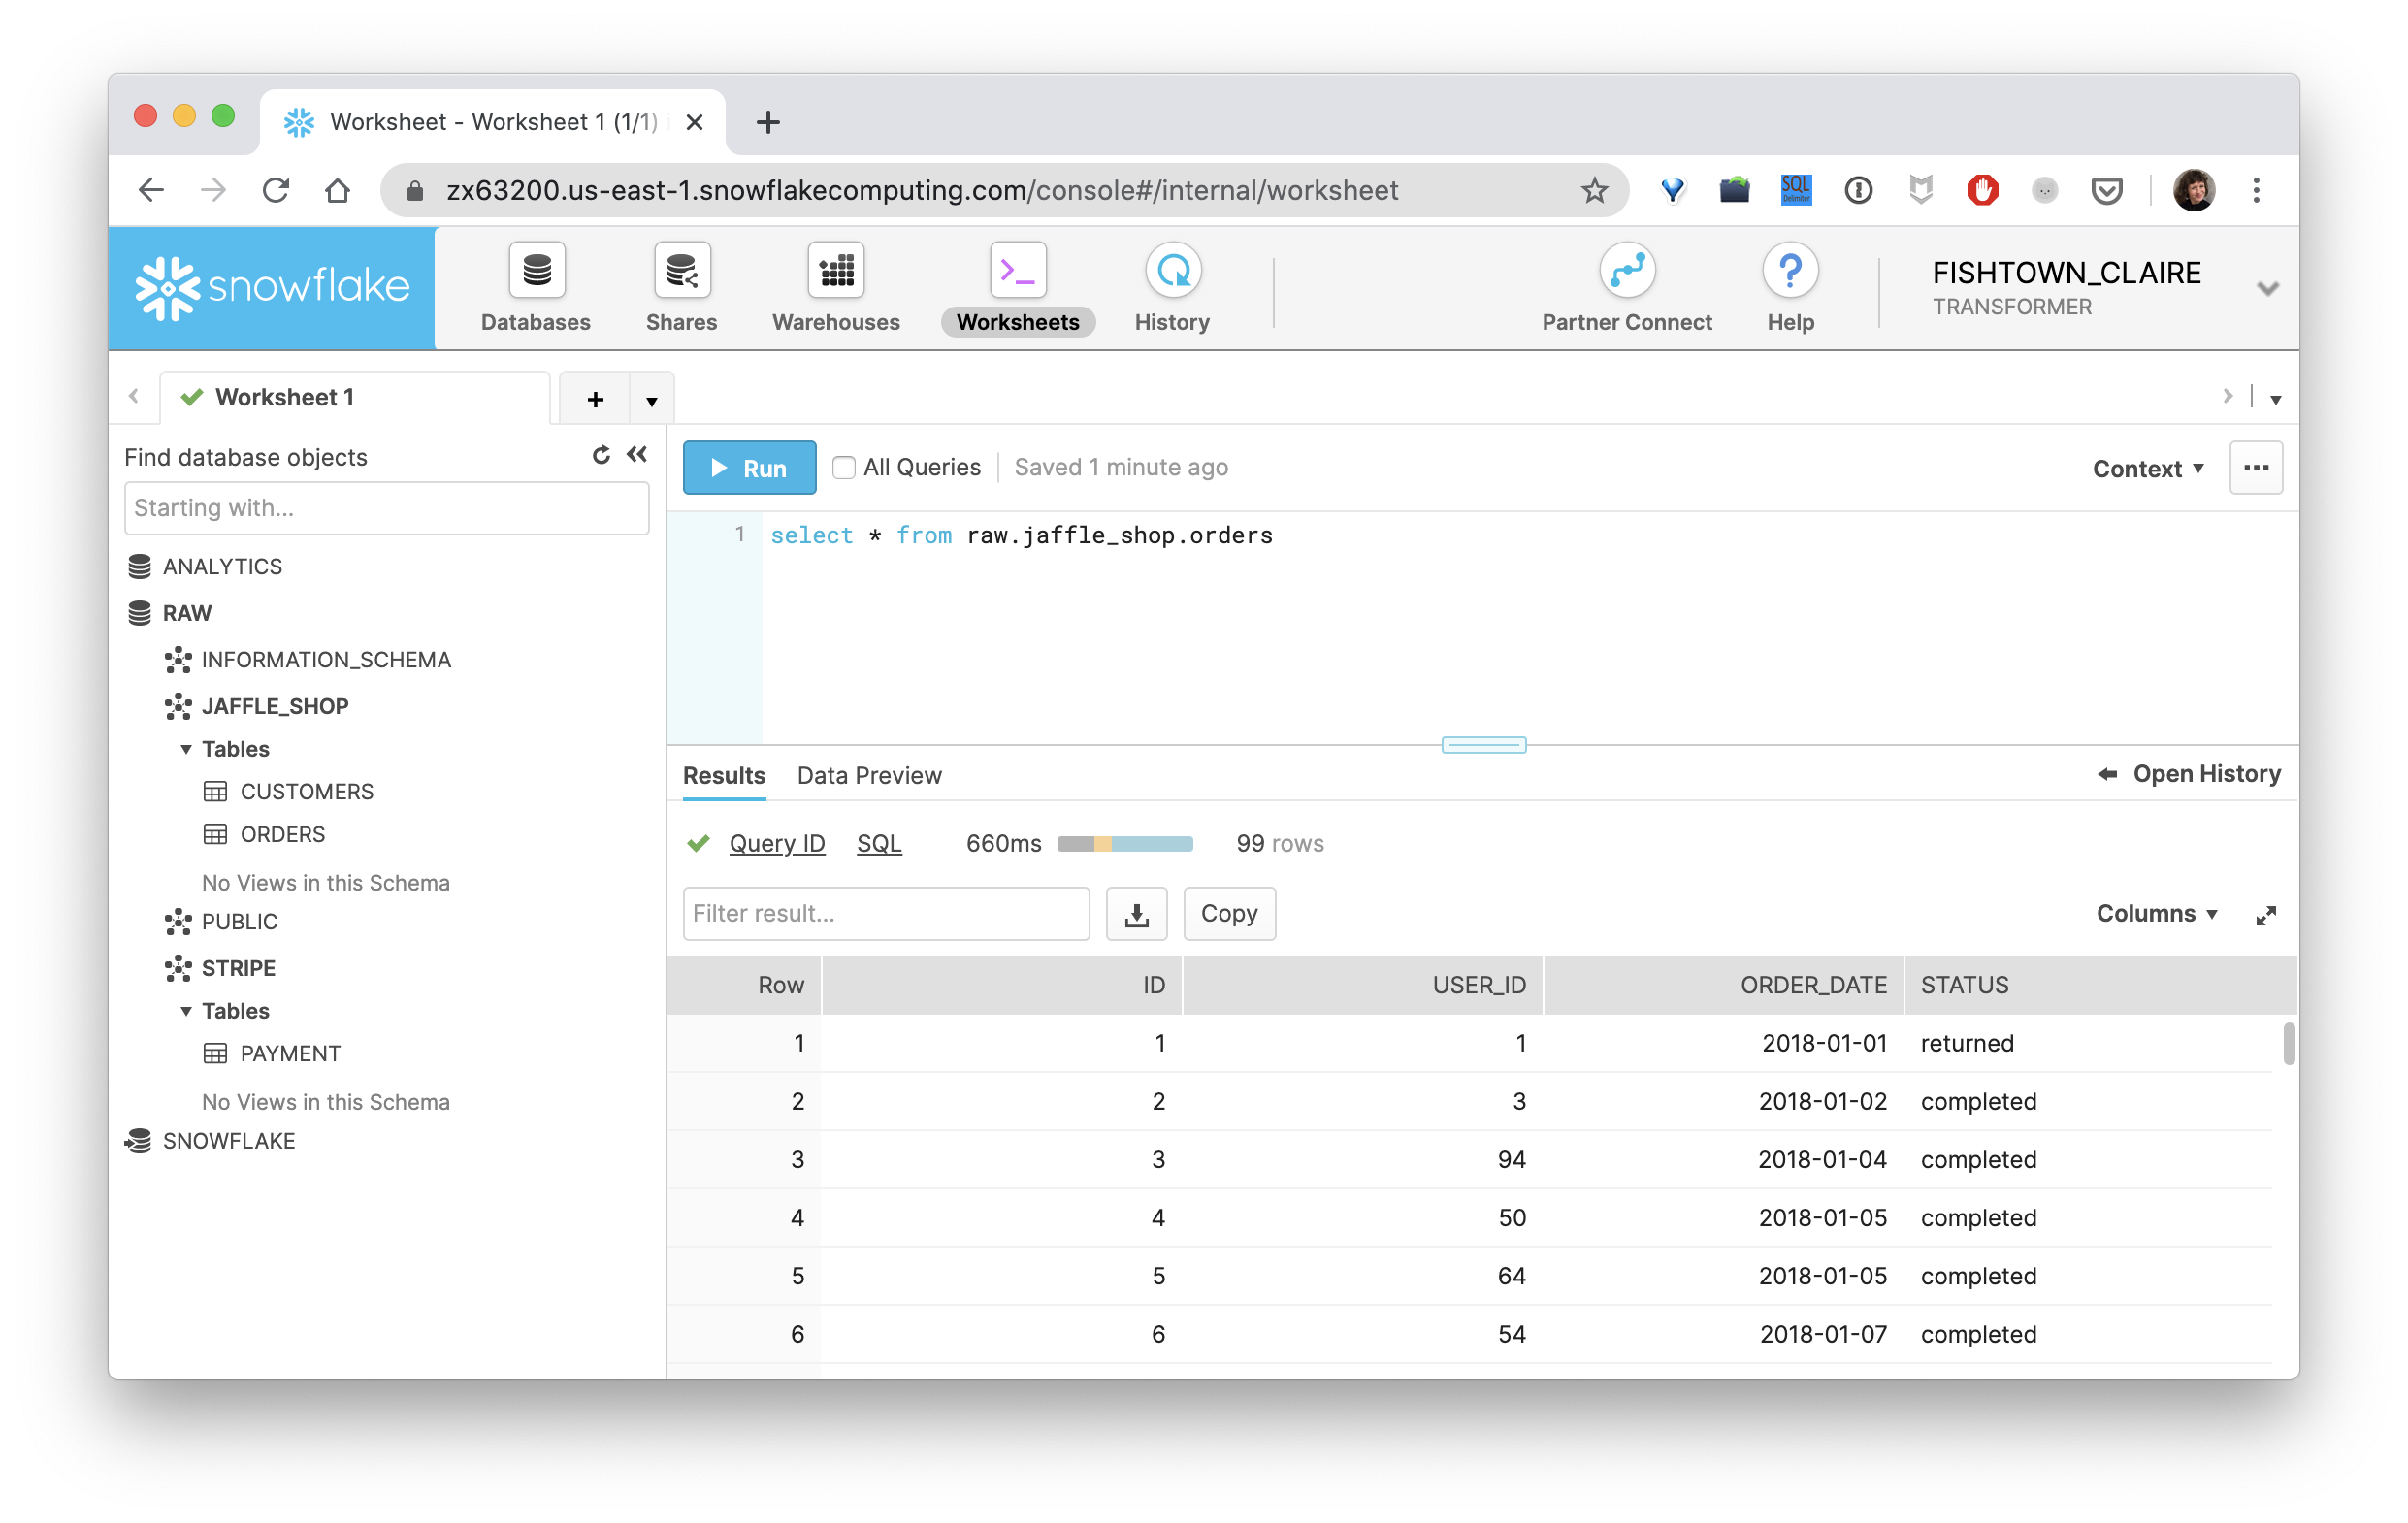 Worksheet - Worksheet 1 (1/1)
zx63200.us-east-1.snowflakecomputing.com/console#/internal/worksheet
SQL
Delimiter
snowflake
Databases
Shares
Warehouses
Worksheets
History
Partner Connect
Help
FISHTOWN_CLAIRE
TRANSFORMER
Worksheet 1
Find database objects
Starting with...
ANALYTICS
RAW
INFORMATION_SCHEMA
JAFFLE_SHOP
Tables
CUSTOMERS
ORDERS
No Views in this Schema
PUBLIC
STRIPE
Tables
PAYMENT
No Views in this Schema
SNOWFLAKE
Run
All Queries
Saved 1 minute ago
Context
1 select * from raw.jaffle_shop.orders
Results
Data Preview
Open History
Query ID
SQL
660ms
99 rows
Filter result...
Copy
Columns
Row ID USER_ID ORDER_DATE STATUS
1 1 1 2018-01-01 returned
2 2 3 2018-01-02 completed
3 3 94 2018-01-04 completed
4 4 50 2018-01-05 completed
5 5 64 2018-01-05 completed
6 6 54 2018-01-07 completed